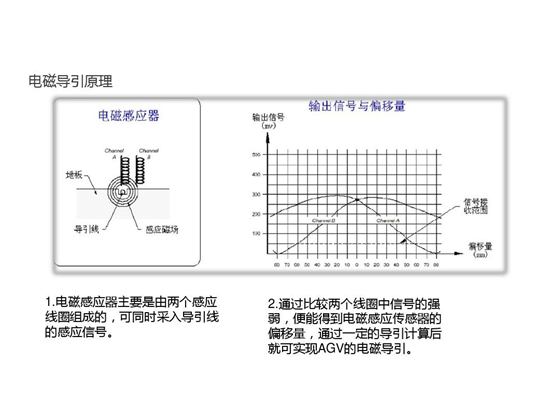 电磁导引原理
电磁感应器
Channel
A
Channel
B
地板
导引线
感应磁场
输出信号与偏移量
输出信号
(mv)
500
400
300
200
100
Channel B
Channel A
信号接
收范围
80 70 60 50 40 30 20 10 0 10 20 30 40 50 60 70 80
偏移量
(mm)
1.电磁感应器主要是由两个感应
线圈组成的，可同时采入导引线
的感应信号。
2.通过比较两个线圈中信号的强
弱，便能得到电磁感应传感器的
偏移量，通过一定的导引计算后
就可实现AGV的电磁导引。